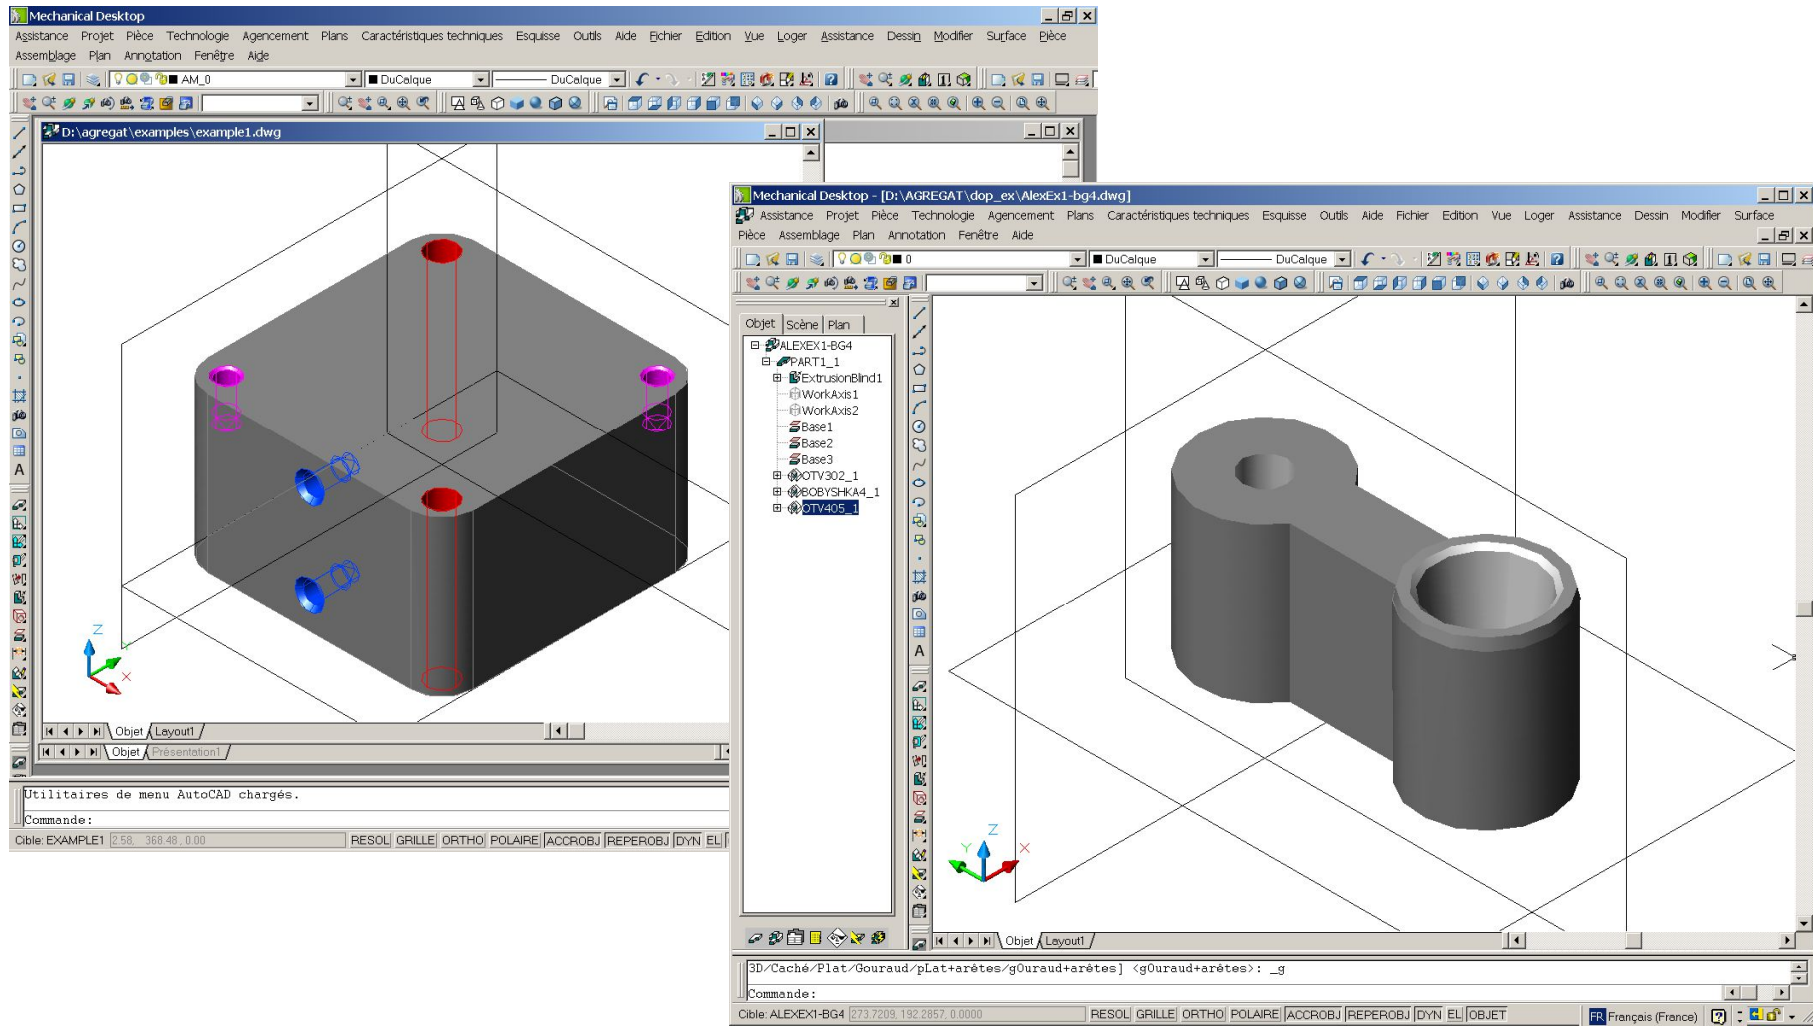 Mechanical Desktop
Assistance Projet Pièce Technologie Agencement Plans Caractéristiques techniques Esquisse Outils Aide Fichier Edition Vue Loger Assistance Dessin Modifier Surface Pièce
Assemblage Plan Annotation Fenêtre Aide
AM_0 DuCalque DuCalque
D:\agregat\examples\example1.dwg
Z
X
Objet Layout1
Objet Présentation1
Utilitaires de menu AutoCAD chargés.
Commande:
Cible: EXAMPLE1 2.58, 368.48, 0.00 RESOL GRILLE ORTHO POLAIRE ACCROBJ REPEROBJ DYN EL
Mechanical Desktop - [D:\AGREGAT\dop_ex\AlexEx1-bg4.dwg]
Assistance Projet Pièce Technologie Agencement Plans Caractéristiques techniques Esquisse Outils Aide Fichier Edition Vue Loger Assistance Dessin Modifier Surface
Pièce Assemblage Plan Annotation Fenêtre Aide
0 DuCalque DuCalque
Objet Scène Plan
ALEXEX1-BG4
PART1_1
ExtrusionBlind1
WorkAxis1
WorkAxis2
Base1
Base2
Base3
OTV302_1
BOBYSHKA4_1
OTV405_1
Z
Y X
Objet Layout1
3D/Caché/Plat/Gouraud/pLat+arêtes/gOuraud+arêtes] <gOuraud+arêtes>: _g
Commande:
Cible: ALEXEX1-BG4 273.7209, 192.2857, 0.0000 RESOL GRILLE ORTHO POLAIRE ACCROBJ REPEROBJ DYN EL OBJET FR Français (France)